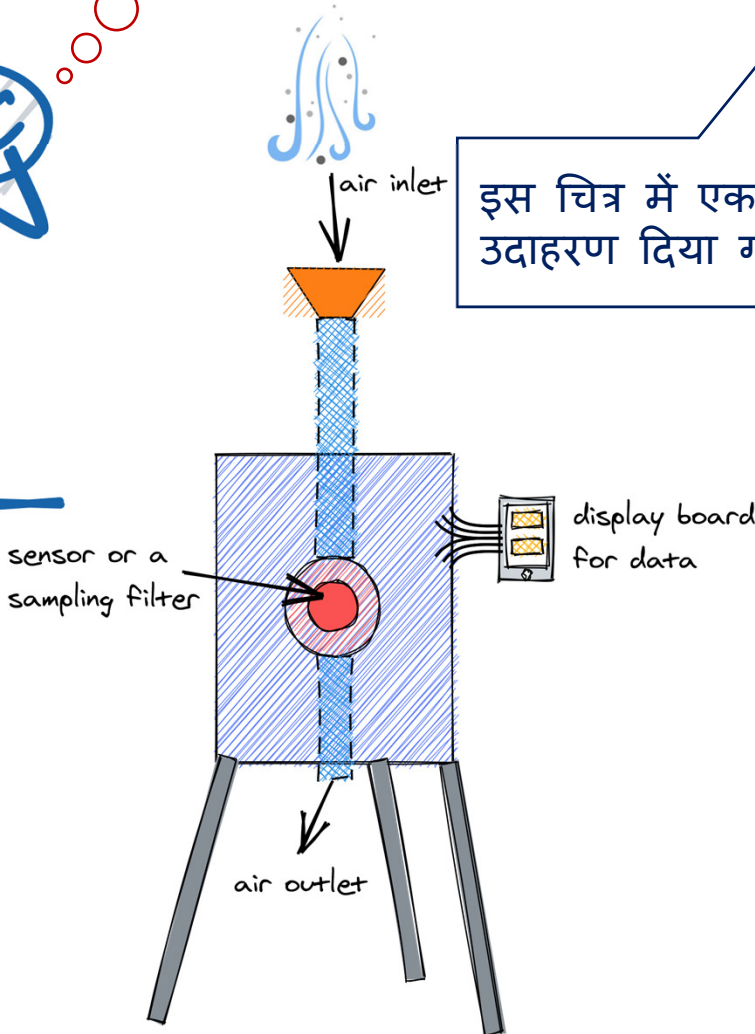 air inlet
इस चित्र में एक
उदाहरण दिया
display board
for data
sensor or a
sampling filter
air outlet